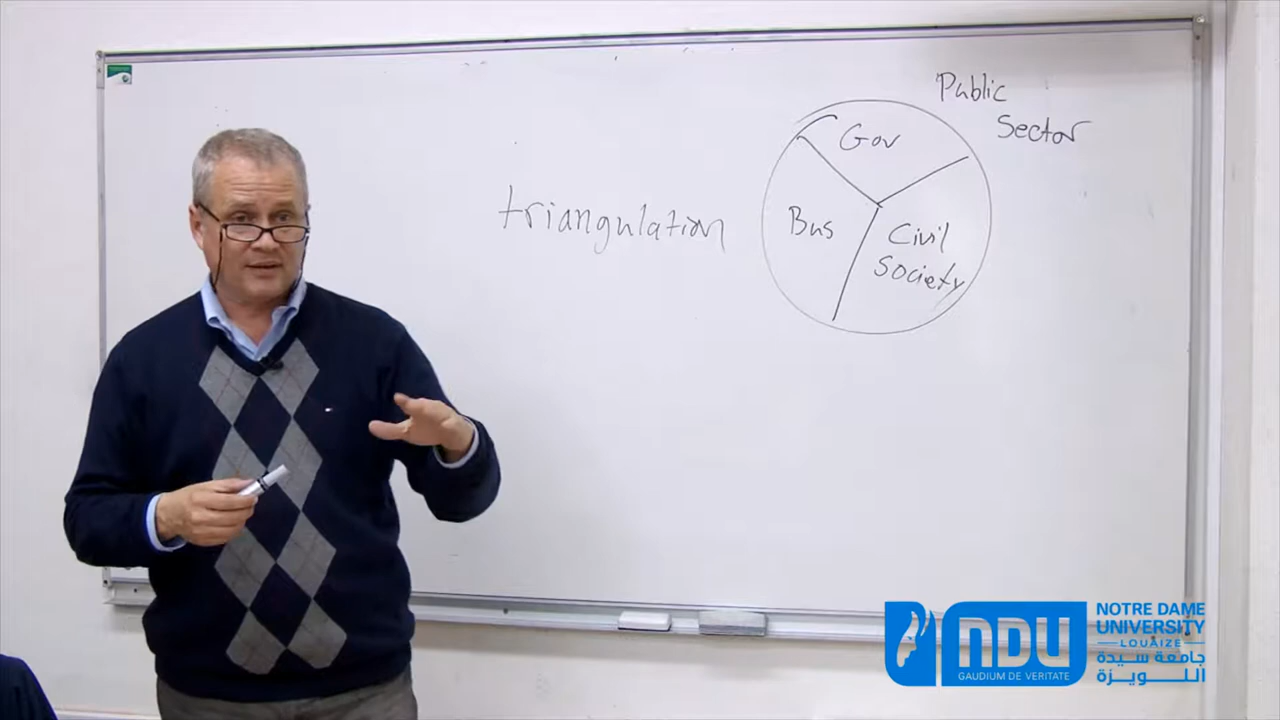 Public
Sector
Gov
triangulation
Bus
Civil
Society
NDU
GAUDIUM DE VERITATE
NOTRE DAME
UNIVERSITY
LOUAIZE
جامعة سيدة
اللويزة